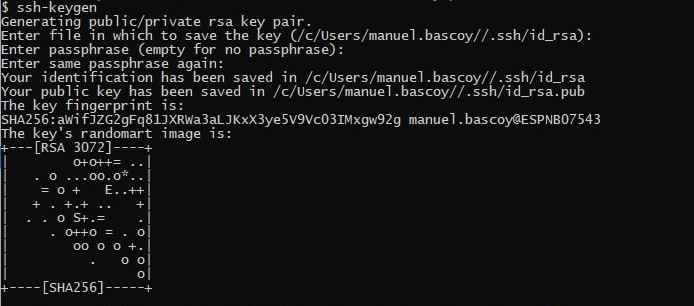 $ ssh-keygen
Generating public/private rsa key pair.
Enter file in which to save the key (/c/Users/manuel.bascoy//.ssh/id_rsa):
Enter passphrase (empty for no passphrase):
Enter same passphrase again:
Your identification has been saved in /c/Users/manuel.bascoy//.ssh/id_rsa
Your public key has been saved in /c/Users/manuel.bascoy//.ssh/id_rsa.pub
The key fingerprint is:
SHA256:aWifJZG2gFq81JXRWa3aLJKxX3ye5V9VcO3IMxgw92g manuel.bascoy@ESPNB07543
The key's randomart image is:
+---[RSA 3072]----+
|        o+o++= ..|
|   . o ...oo.o*..|
|    = o +   E..++|
|   + . +.+ ..   +|
|  . . o S+.=    .|
|     . o++o = . o|
|        oo o o +.|
|          .   o o|
|                o|
+----[SHA256]-----+